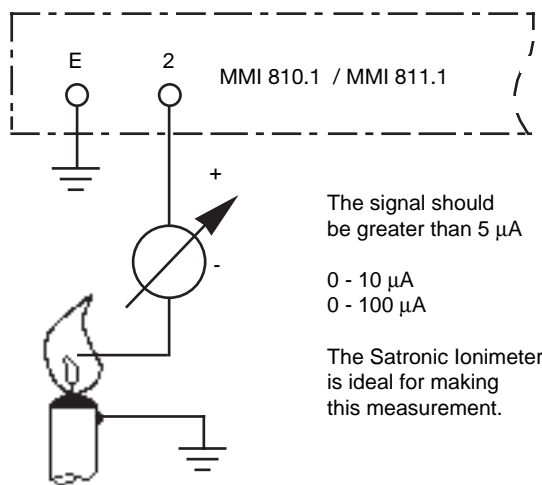 E
2
MMI 810.1 / MMI 811.1
+
-
The signal should
be greater than 5 μA
0 - 10 μA
0 - 100 μA
The Satronic Ionimeter
is ideal for making
this measurement.